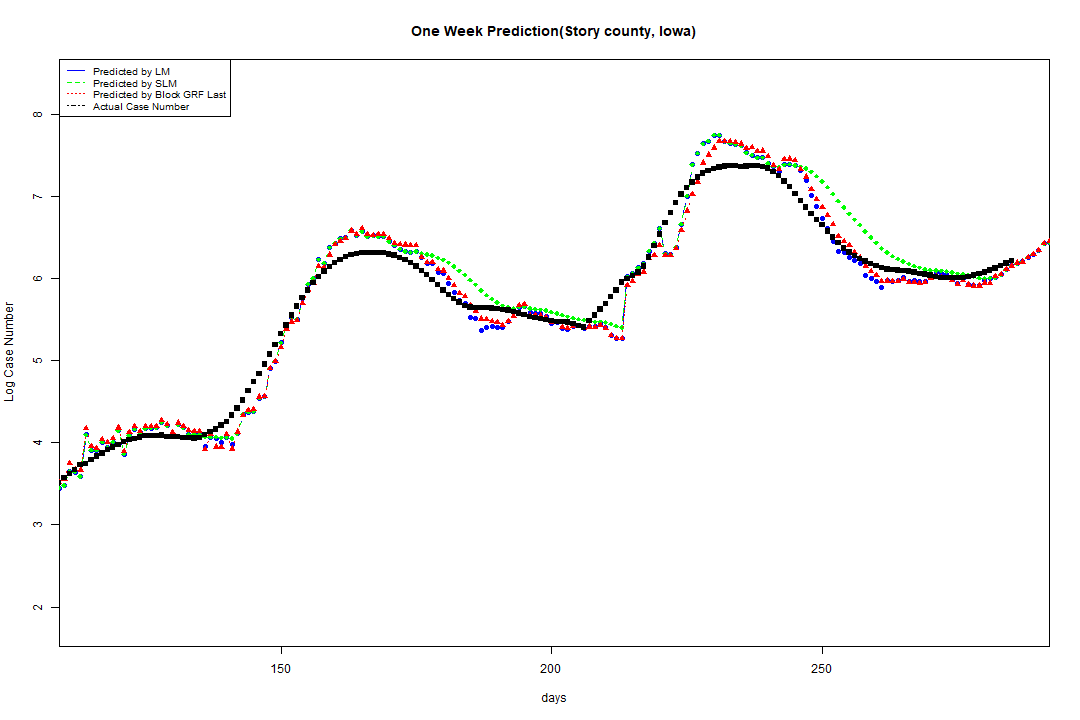 One Week Prediction(Story county, Iowa)
Predicted by LM
Predicted by SLM
Predicted by Block GRF Last
Actual Case Number
8
7
6
5
4
3
2
Log Case Number
150 200 250
days